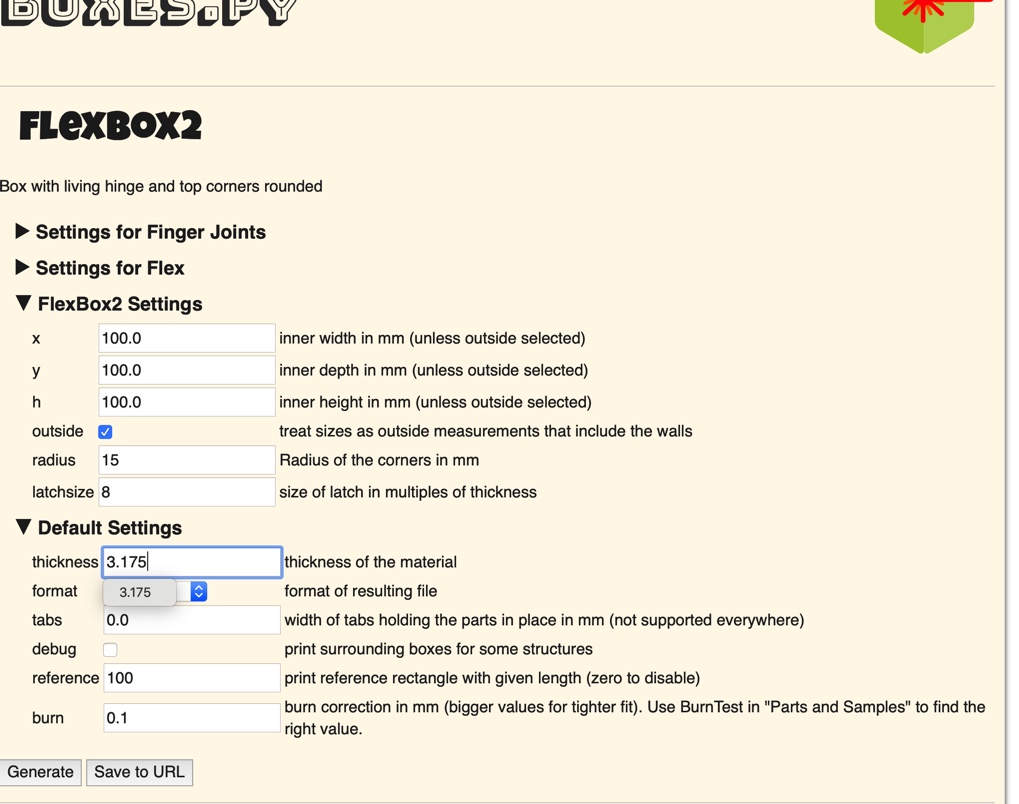 BOXES.PY
FlexBox2
Box with living hinge and top corners rounded
Settings for Finger Joints
Settings for Flex
FlexBox2 Settings
x 100.0 inner width in mm (unless outside selected)
y 100.0 inner depth in mm (unless outside selected)
h 100.0 inner height in mm (unless outside selected)
outside treat sizes as outside measurements that include the walls
radius 15 Radius of the corners in mm
latchsize 8 size of latch in multiples of thickness
Default Settings
thickness 3.175 thickness of the material
format 3.175 format of resulting file
tabs 0.0 width of tabs holding the parts in place in mm (not supported everywhere)
debug print surrounding boxes for some structures
reference 100 print reference rectangle with given length (zero to disable)
burn 0.1 burn correction in mm (bigger values for tighter fit). Use BurnTest in "Parts and Samples" to find the
right value.
Generate Save to URL